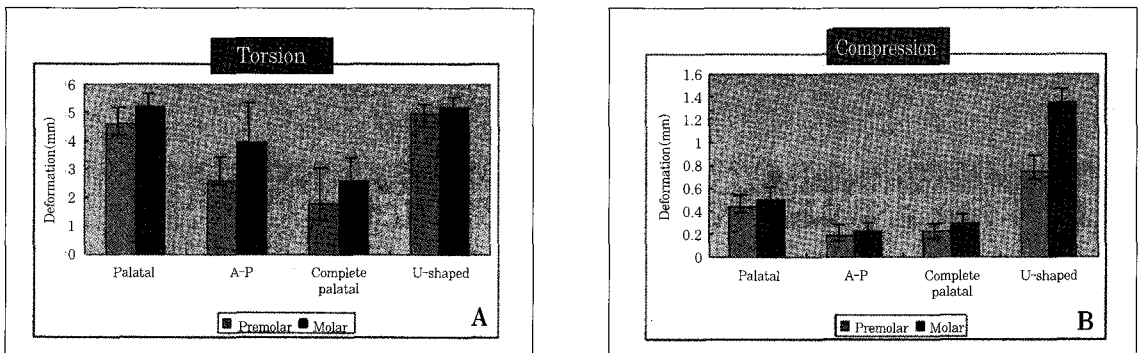 Torsion
Deformation(mm)
6
5
4
3
2
1
0
Palatal
A-P
Complete
palatal
U-shaped
Premolar
Molar
A
Compression
Deformation(mm)
1.6
1.4
1.2
1
0.8
0.6
0.4
0.2
0
Palatal
A-P
Complete
palatal
U-shaped
Premolar
Molar
B